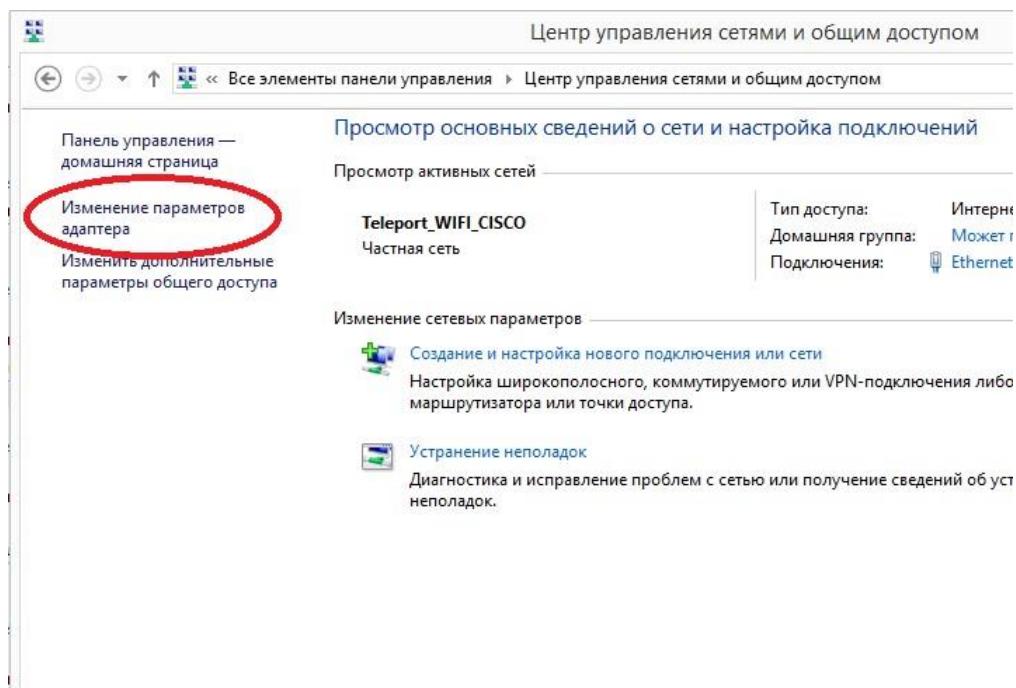 Центр управления сетями и общим доступом
« Все элементы панели управления ▸ Центр управления сетями и общим доступом
Панель управления —
домашняя страница
Изменение параметров
адаптера
Изменить дополнительные
параметры общего доступа
Просмотр основных сведений о сети и настройка подключений
Просмотр активных сетей
Teleport_WIFI_CISCO
Частная сеть
Тип доступа: Интерне
Домашняя группа: Может
Подключения: Ethernet
Изменение сетевых параметров
Создание и настройка нового подключения или сети
Настройка широкополосного, коммутируемого или VPN-подключения либо
маршрутизатора или точки доступа.
Устранение неполадок
Диагностика и исправление проблем с сетью или получение сведений об уст
неполадок.